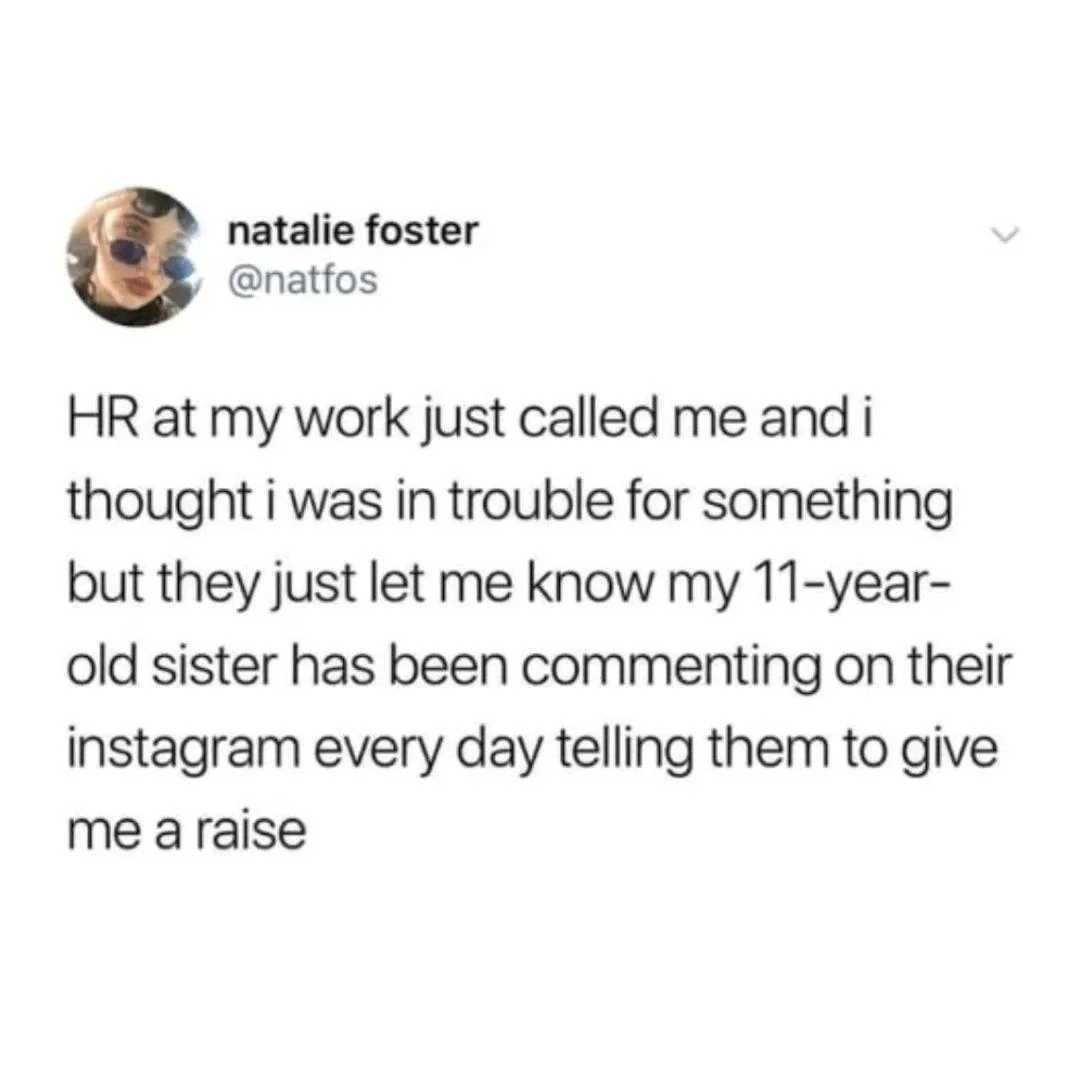 natalie foster
@natfos
HR at my work just called me and i
thought i was in trouble for something
but they just let me know my 11-year-
old sister has been commenting on their
instagram every day telling them to give
me a raise